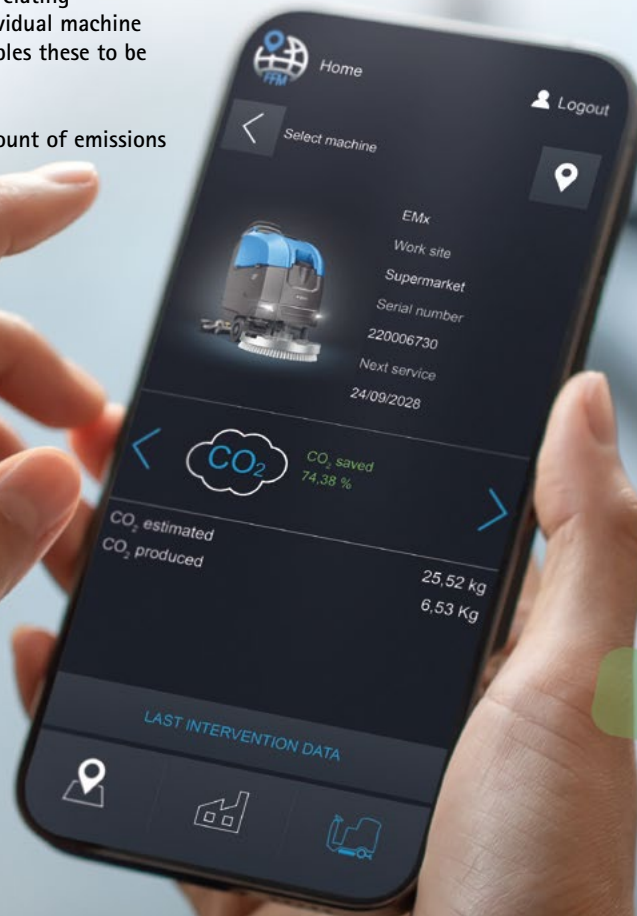 elating
vidual machine
bles these to be
ount of emissions
FFM
Home
Logout
Select machine
EMx
Work site
Supermarket
Serial number
220006730
Next service
24/09/2028
CO₂
CO₂ saved
74,38 %
CO₂ estimated
25,52 kg
CO₂ produced
6,53 Kg
LAST INTERVENTION DATA